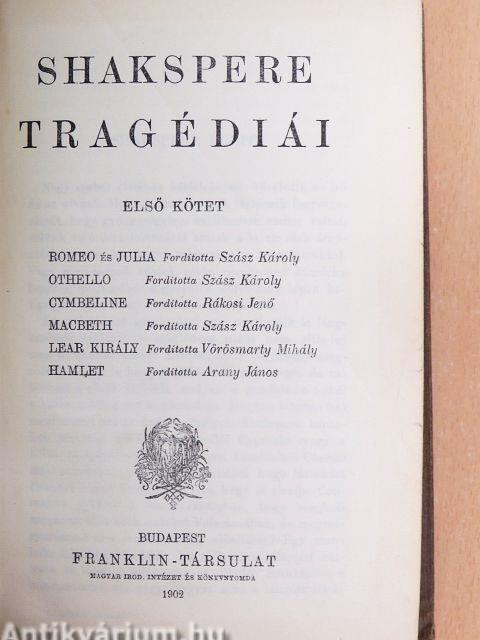 SHAKSPERE
TRAGÉDIÁI
ELSŐ KÖTET
ROMEO ÉS JULIA Forditotta Szász Károly
OTHELLO Forditotta Szász Károly
CYMBELINE Forditotta Rákosi Jenő
MACBETH Forditotta Szász Károly
LEAR KIRÁLY Forditotta Vörösmarty Mihály
HAMLET Forditotta Arany János
BUDAPEST
FRANKLIN-TÁRSULAT
MAGYAR IROD. INTÉZET ÉS KÖNYVNYOMDA
1902
Antikvárium.hu